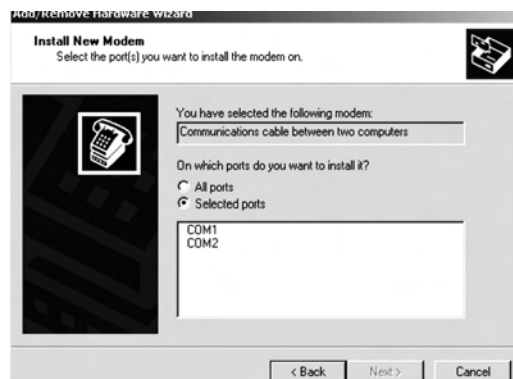 Add/Remove Hardware Wizard
Install New Modem
Select the port(s) you want to install the modem on.
You have selected the following modem:
Communications cable between two computers
On which ports do you want to install it?
All ports
Selected ports
COM1
COM2
< Back
Next >
Cancel